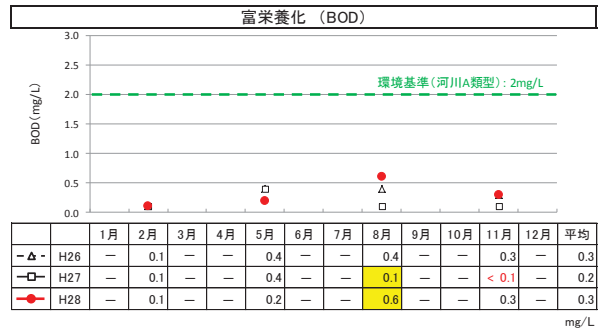 富栄養化 (BOD)
3.0
2.5
2.0
1.5
1.0
0.5
0.0
BOD(mg/L)
環境基準(河川A類型):2mg/L
1月 2月 3月 4月 5月 6月 7月 8月 9月 10月 11月 12月 平均
H26 — 0.1 — — 0.4 — — 0.4 — — 0.3 — 0.3
H27 — 0.1 — — 0.4 — — 0.1 — — < 0.1 — 0.2
H28 — 0.1 — — 0.2 — — 0.6 — — 0.3 — 0.3
mg/L